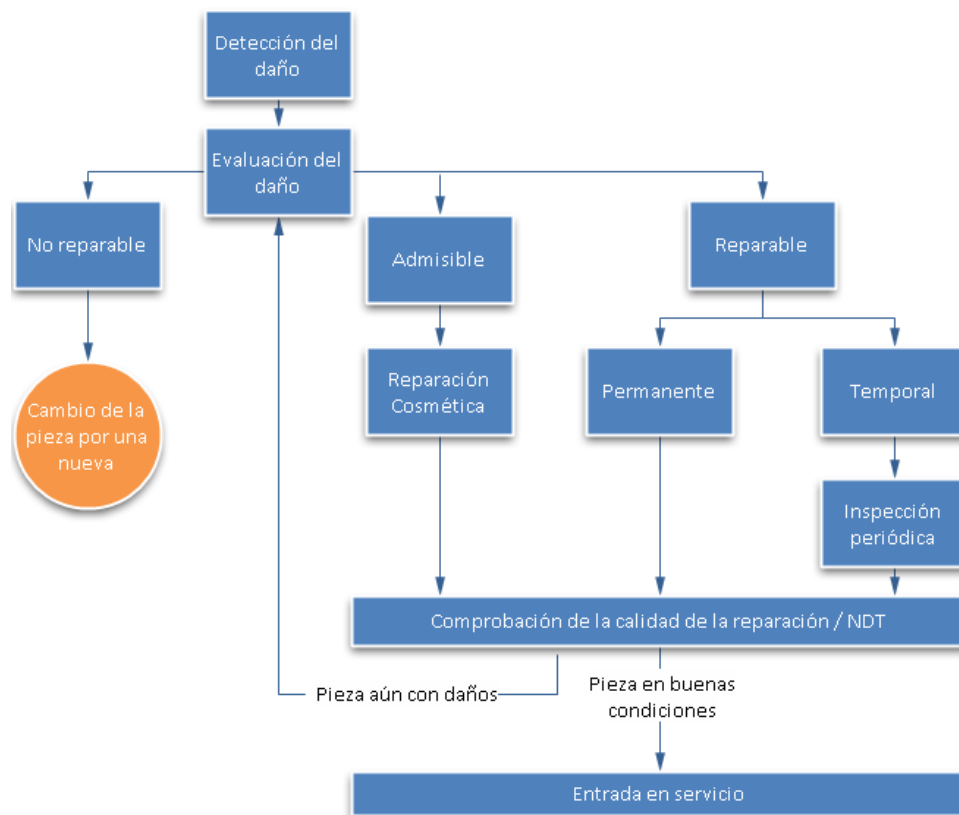 Detección del
daño
Evaluación del
daño
No reparable
Admisible
Reparable
Cambio de la
pieza por una
nueva
Reparación
Cosmética
Permanente
Temporal
Inspección
periódica
Comprobación de la calidad de la reparación / NDT
Pieza aún con daños
Pieza en buenas
condiciones
Entrada en servicio